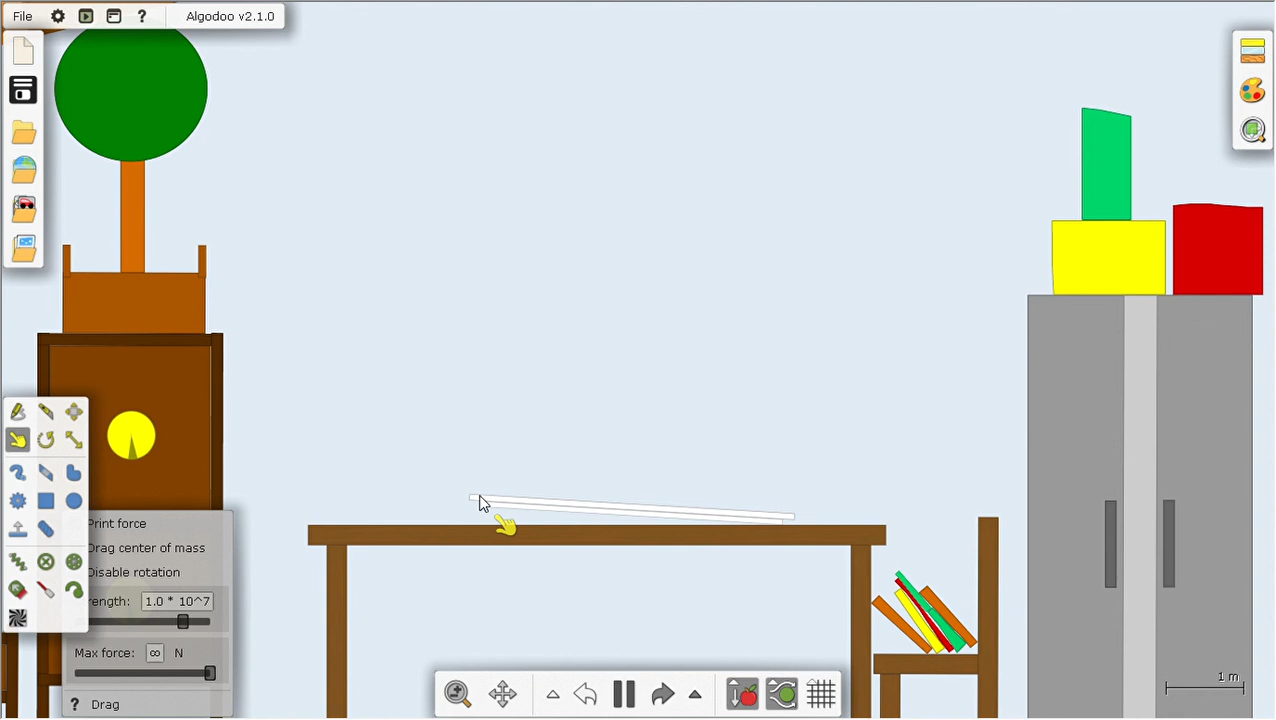 File ? Algodoo v2.1.0
Print force
Drag center of mass
Disable rotation
rength: 1.0 * 10^7
Max force: ∞ N
? Drag
1 m